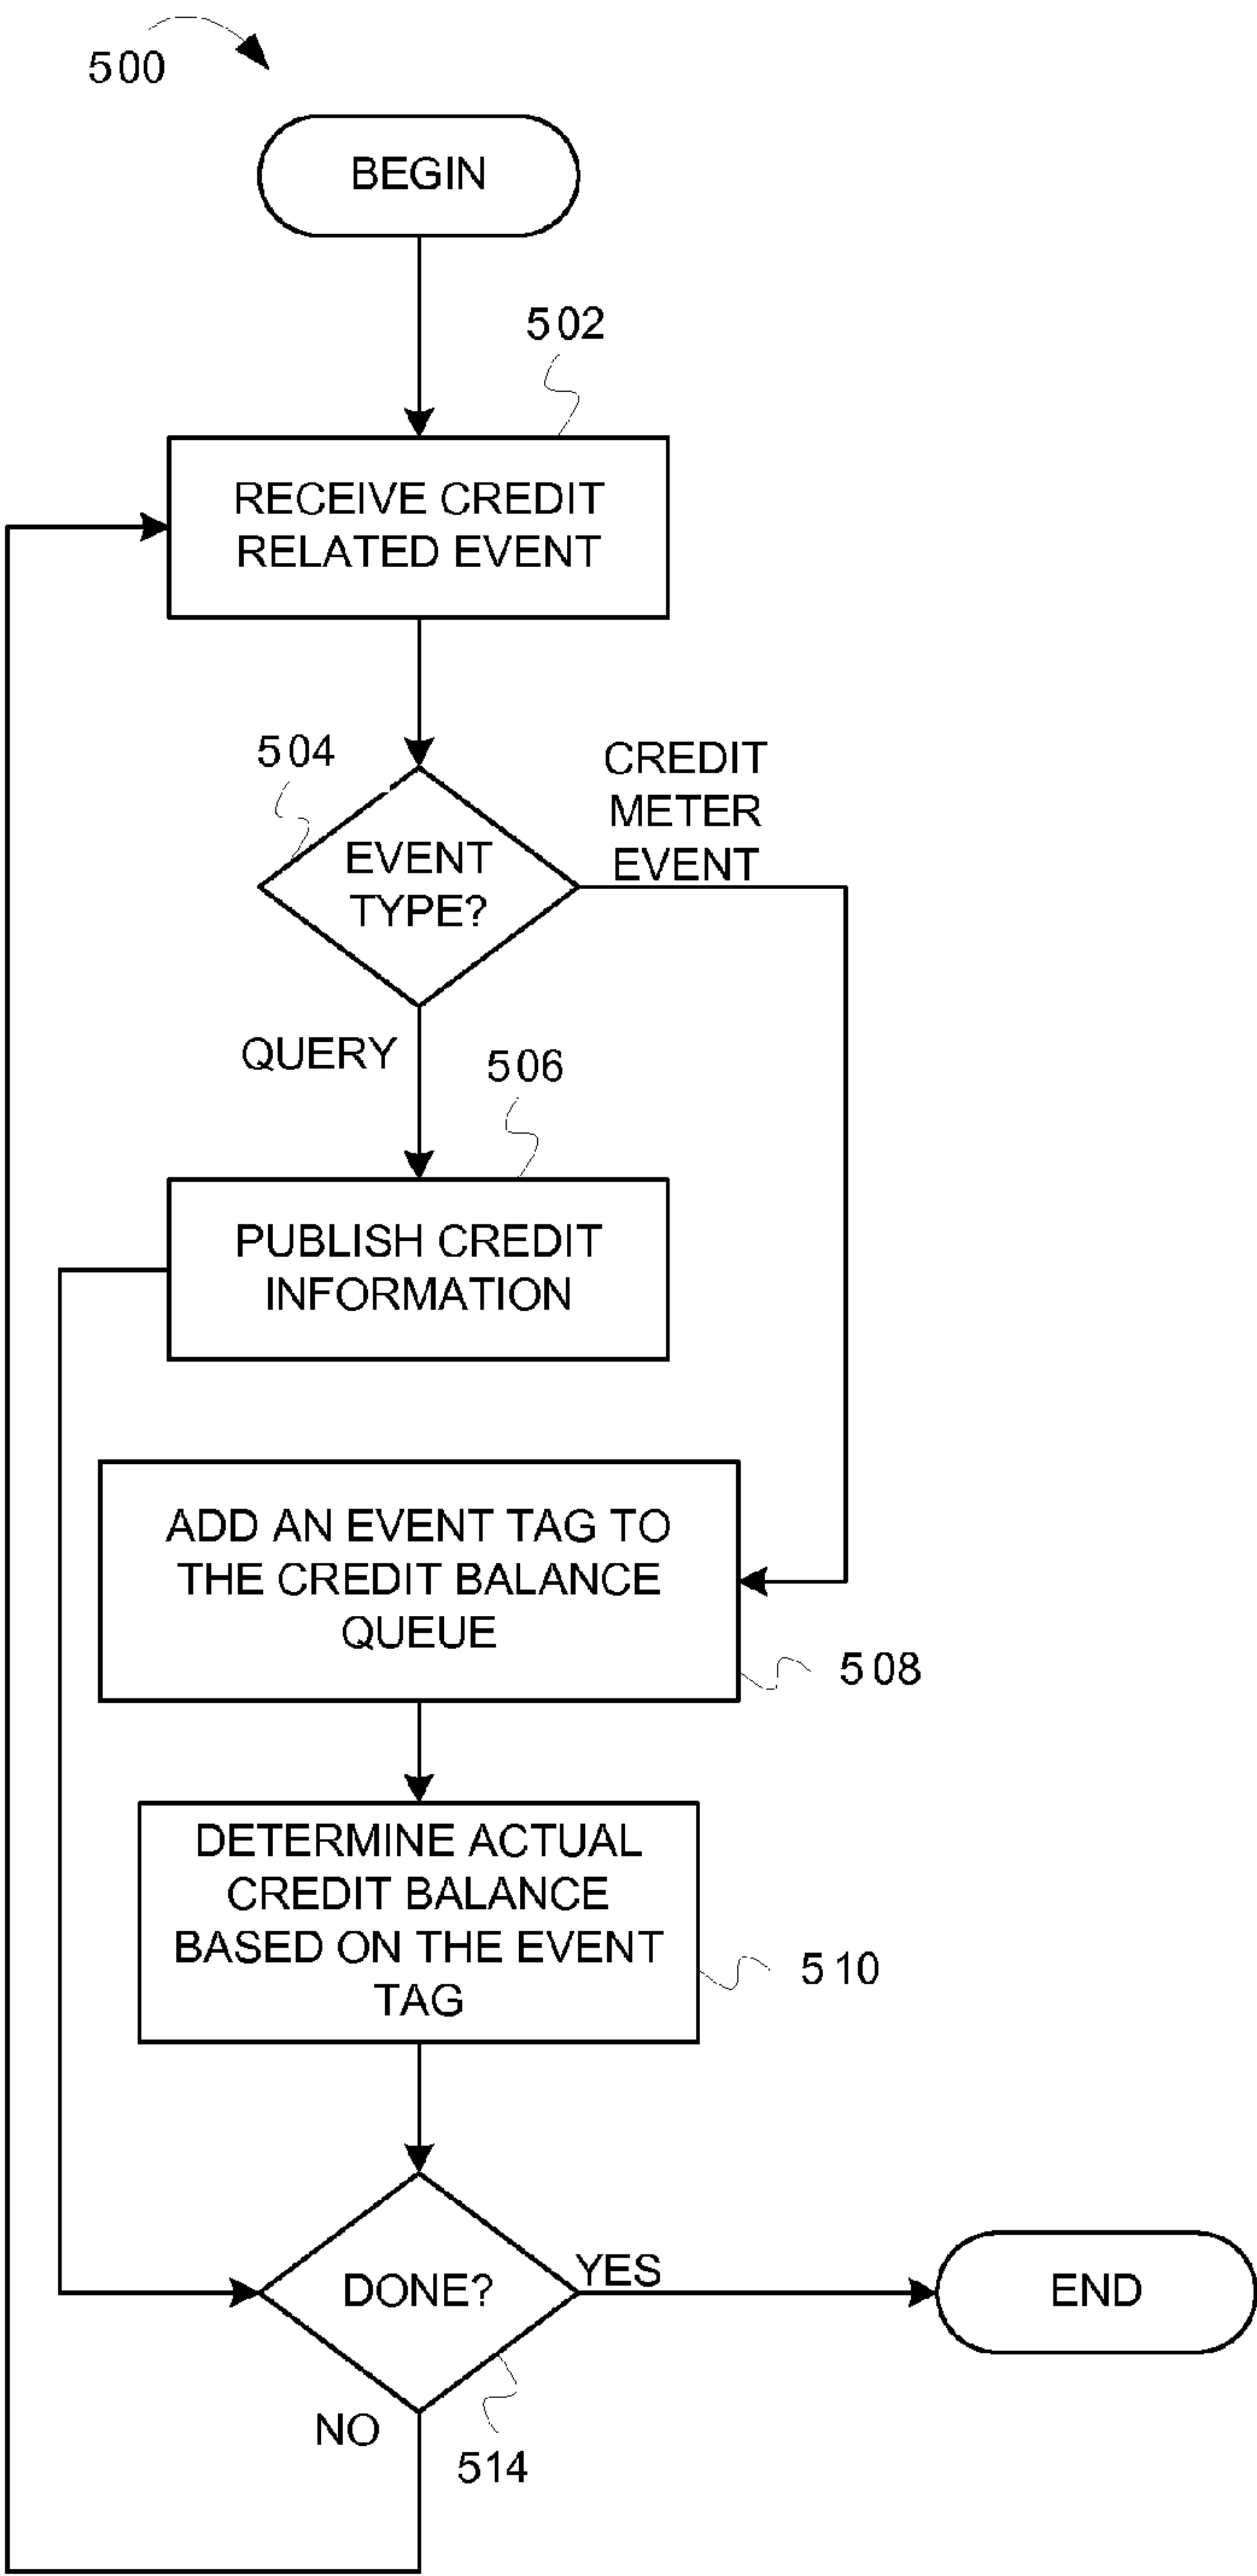 500
BEGIN
502
RECEIVE CREDIT
RELATED EVENT
504
CREDIT
METER
EVENT
EVENT
TYPE?
QUERY
506
PUBLISH CREDIT
INFORMATION
ADD AN EVENT TAG TO
THE CREDIT BALANCE
QUEUE
508
DETERMINE ACTUAL
CREDIT BALANCE
BASED ON THE EVENT
TAG
510
DONE?
YES
END
NO
514